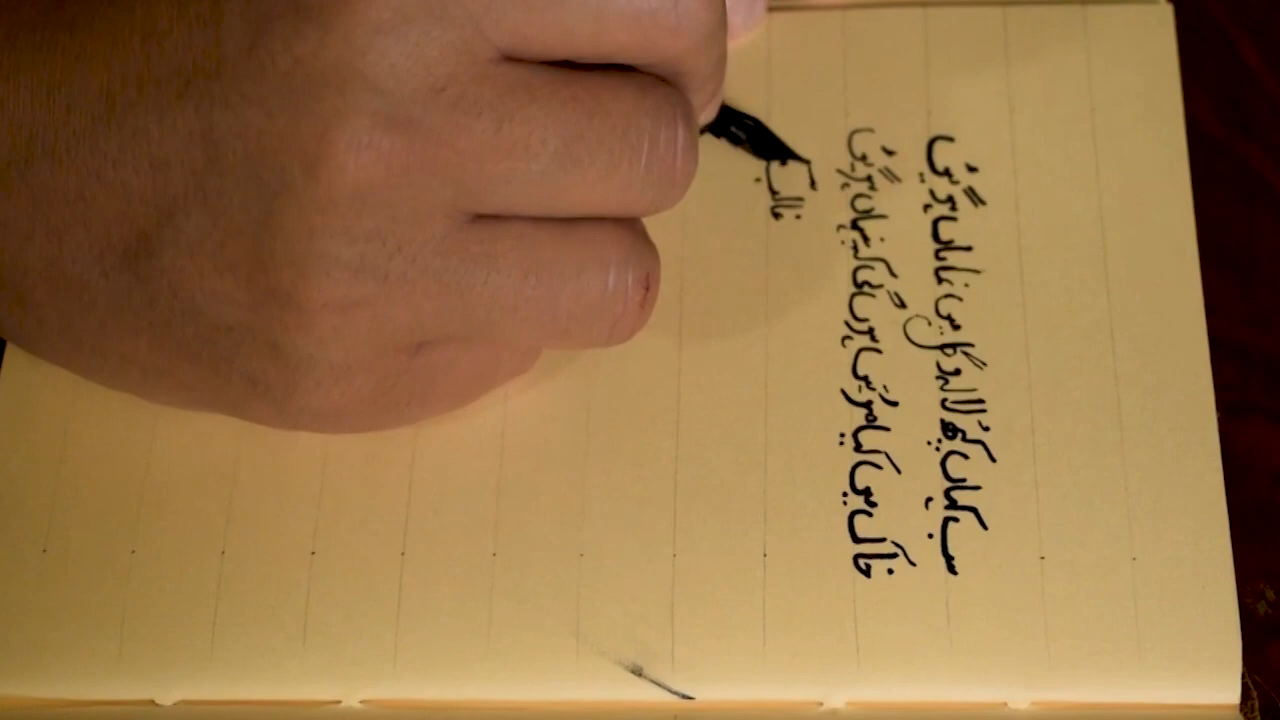 سب کہاں کچھ لالہ و گل میں نمایاں ہو گئیں
خاک میں کیا صورتیں ہوں گی کہ پنہاں ہو گئیں
غالب